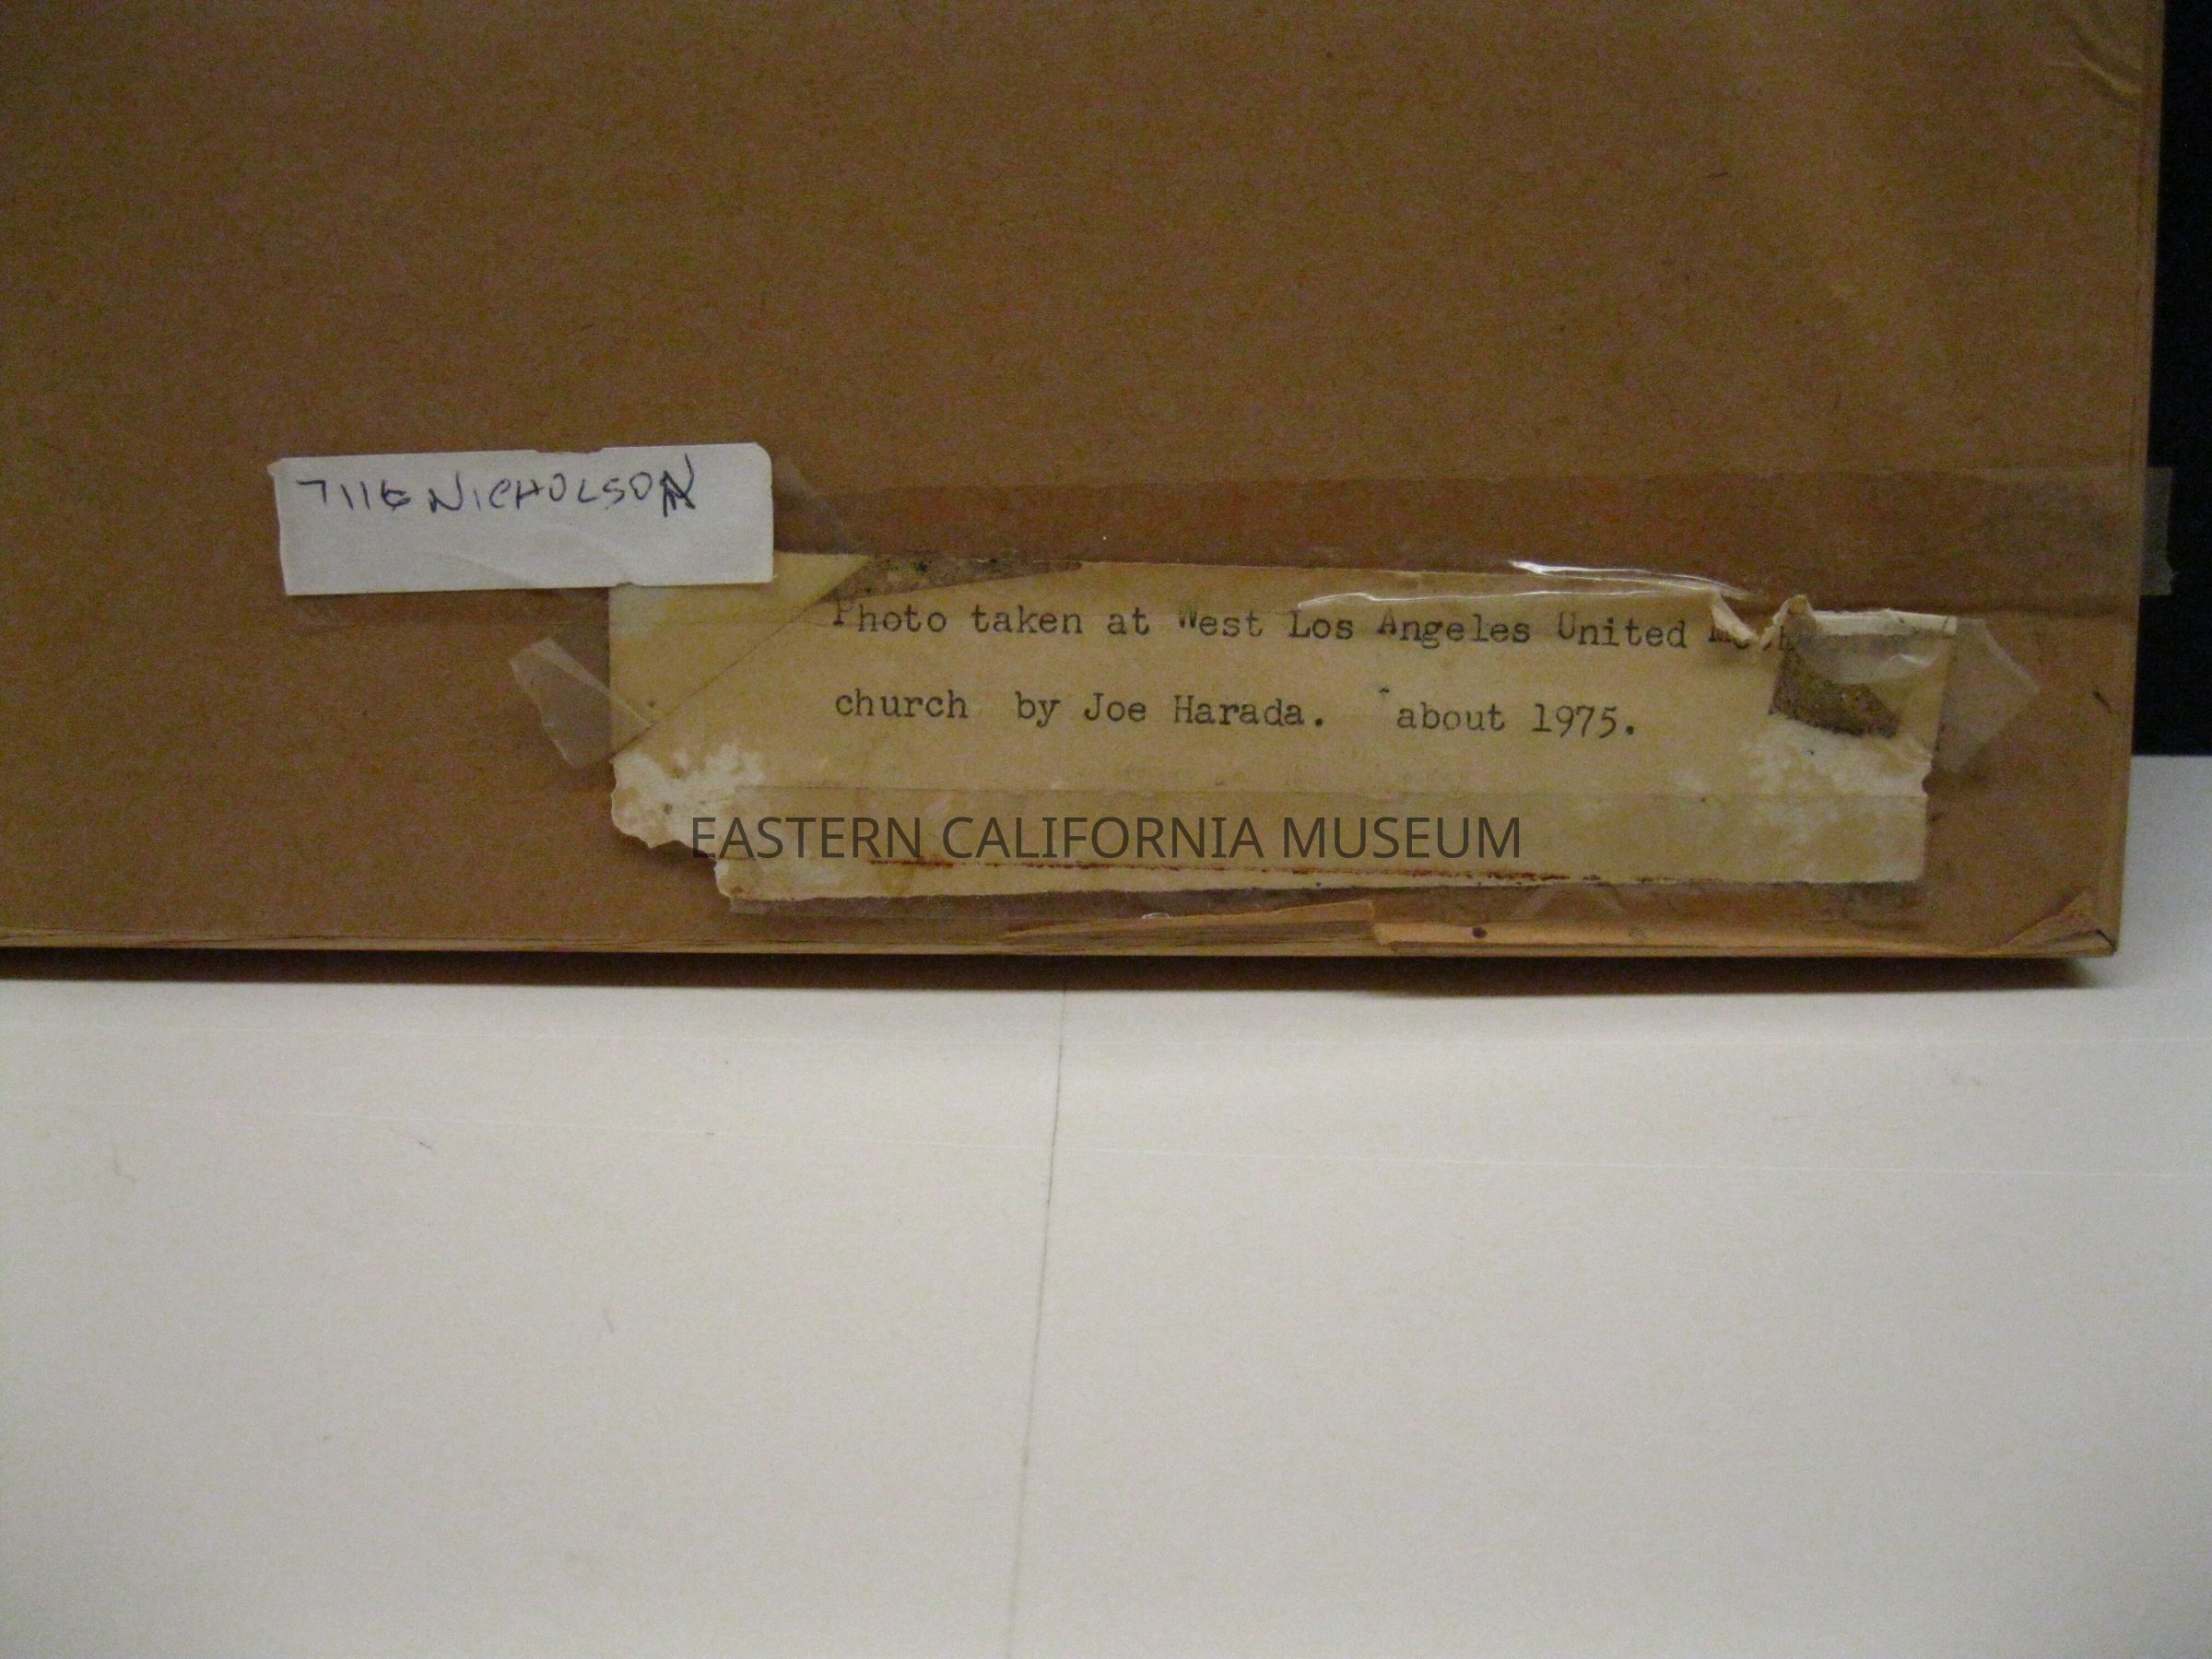 7116 NICHOLSON
Photo taken at West Los Angeles United
church by Joe Harada. about 1975.
EASTERN CALIFORNIA MUSEUM